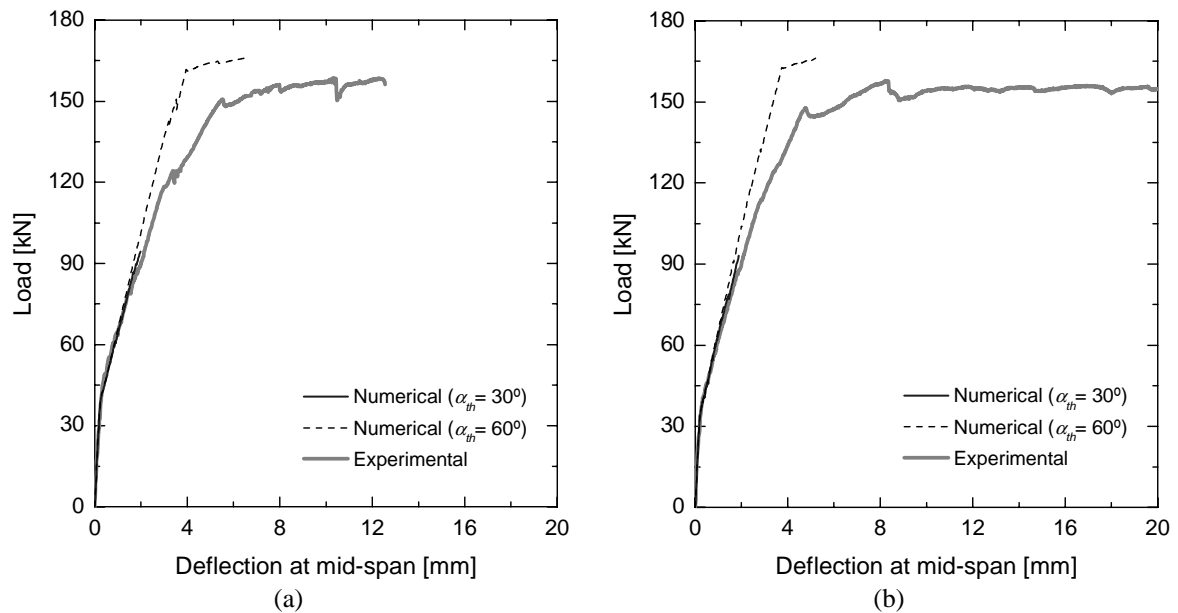 180
150
120
90
60
30
0
Load [kN]
Numerical (αth= 30º)
Numerical (αth= 60º)
Experimental
0 4 8 12 16 20
Deflection at mid-span [mm]
(a)
180
150
120
90
60
30
0
Load [kN]
Numerical (αth= 30º)
Numerical (αth= 60º)
Experimental
0 4 8 12 16 20
Deflection at mid-span [mm]
(b)